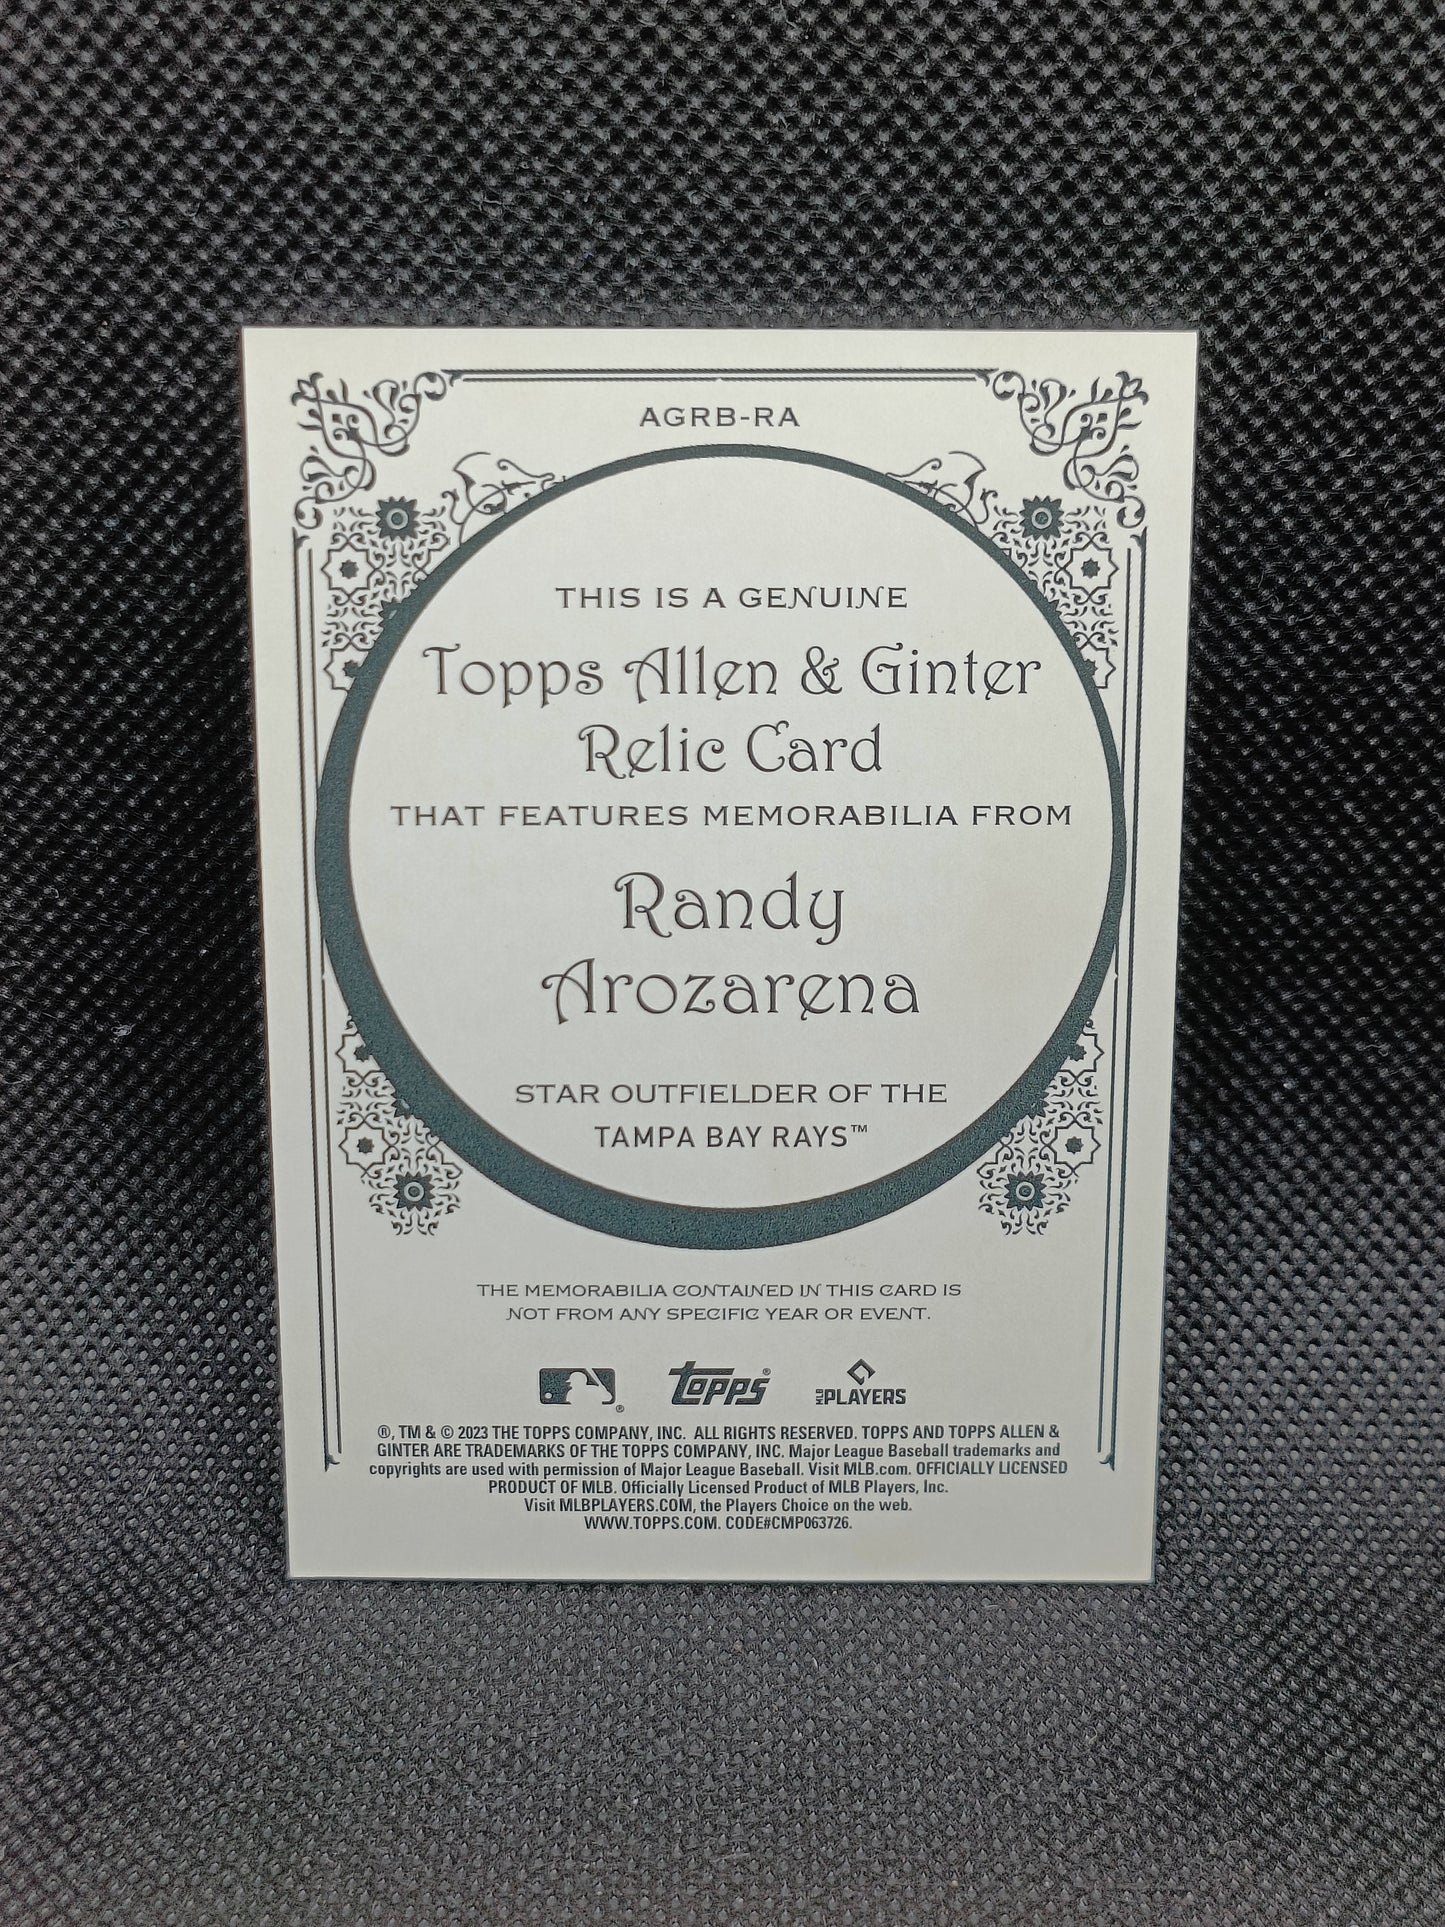 AGRB-RA
THIS IS A GENUINE
Topps Allen & Ginter
Relic Card
THAT FEATURES MEMORABILIA FROM
Randy
Arozarena
STAR OUTFIELDER OF THE
TAMPA BAY RAYS™
THE MEMORABILIA CONTAINED IN THIS CARD IS
NOT FROM ANY SPECIFIC YEAR OR EVENT.
® topps® MLB PLAYERS
®, TM & © 2023 THE TOPPS COMPANY, INC. ALL RIGHTS RESERVED. TOPPS AND TOPPS ALLEN &
GINTER ARE TRADEMARKS OF THE TOPPS COMPANY, INC. Major League Baseball trademarks and
copyrights are used with permission of Major League Baseball. Visit MLB.com. OFFICIALLY LICENSED
PRODUCT OF MLB. Officially Licensed Product of MLB Players, Inc.
Visit MLBPLAYERS.COM, the Players Choice on the web.
WWW.TOPPS.COM. CODE#CMP063726.